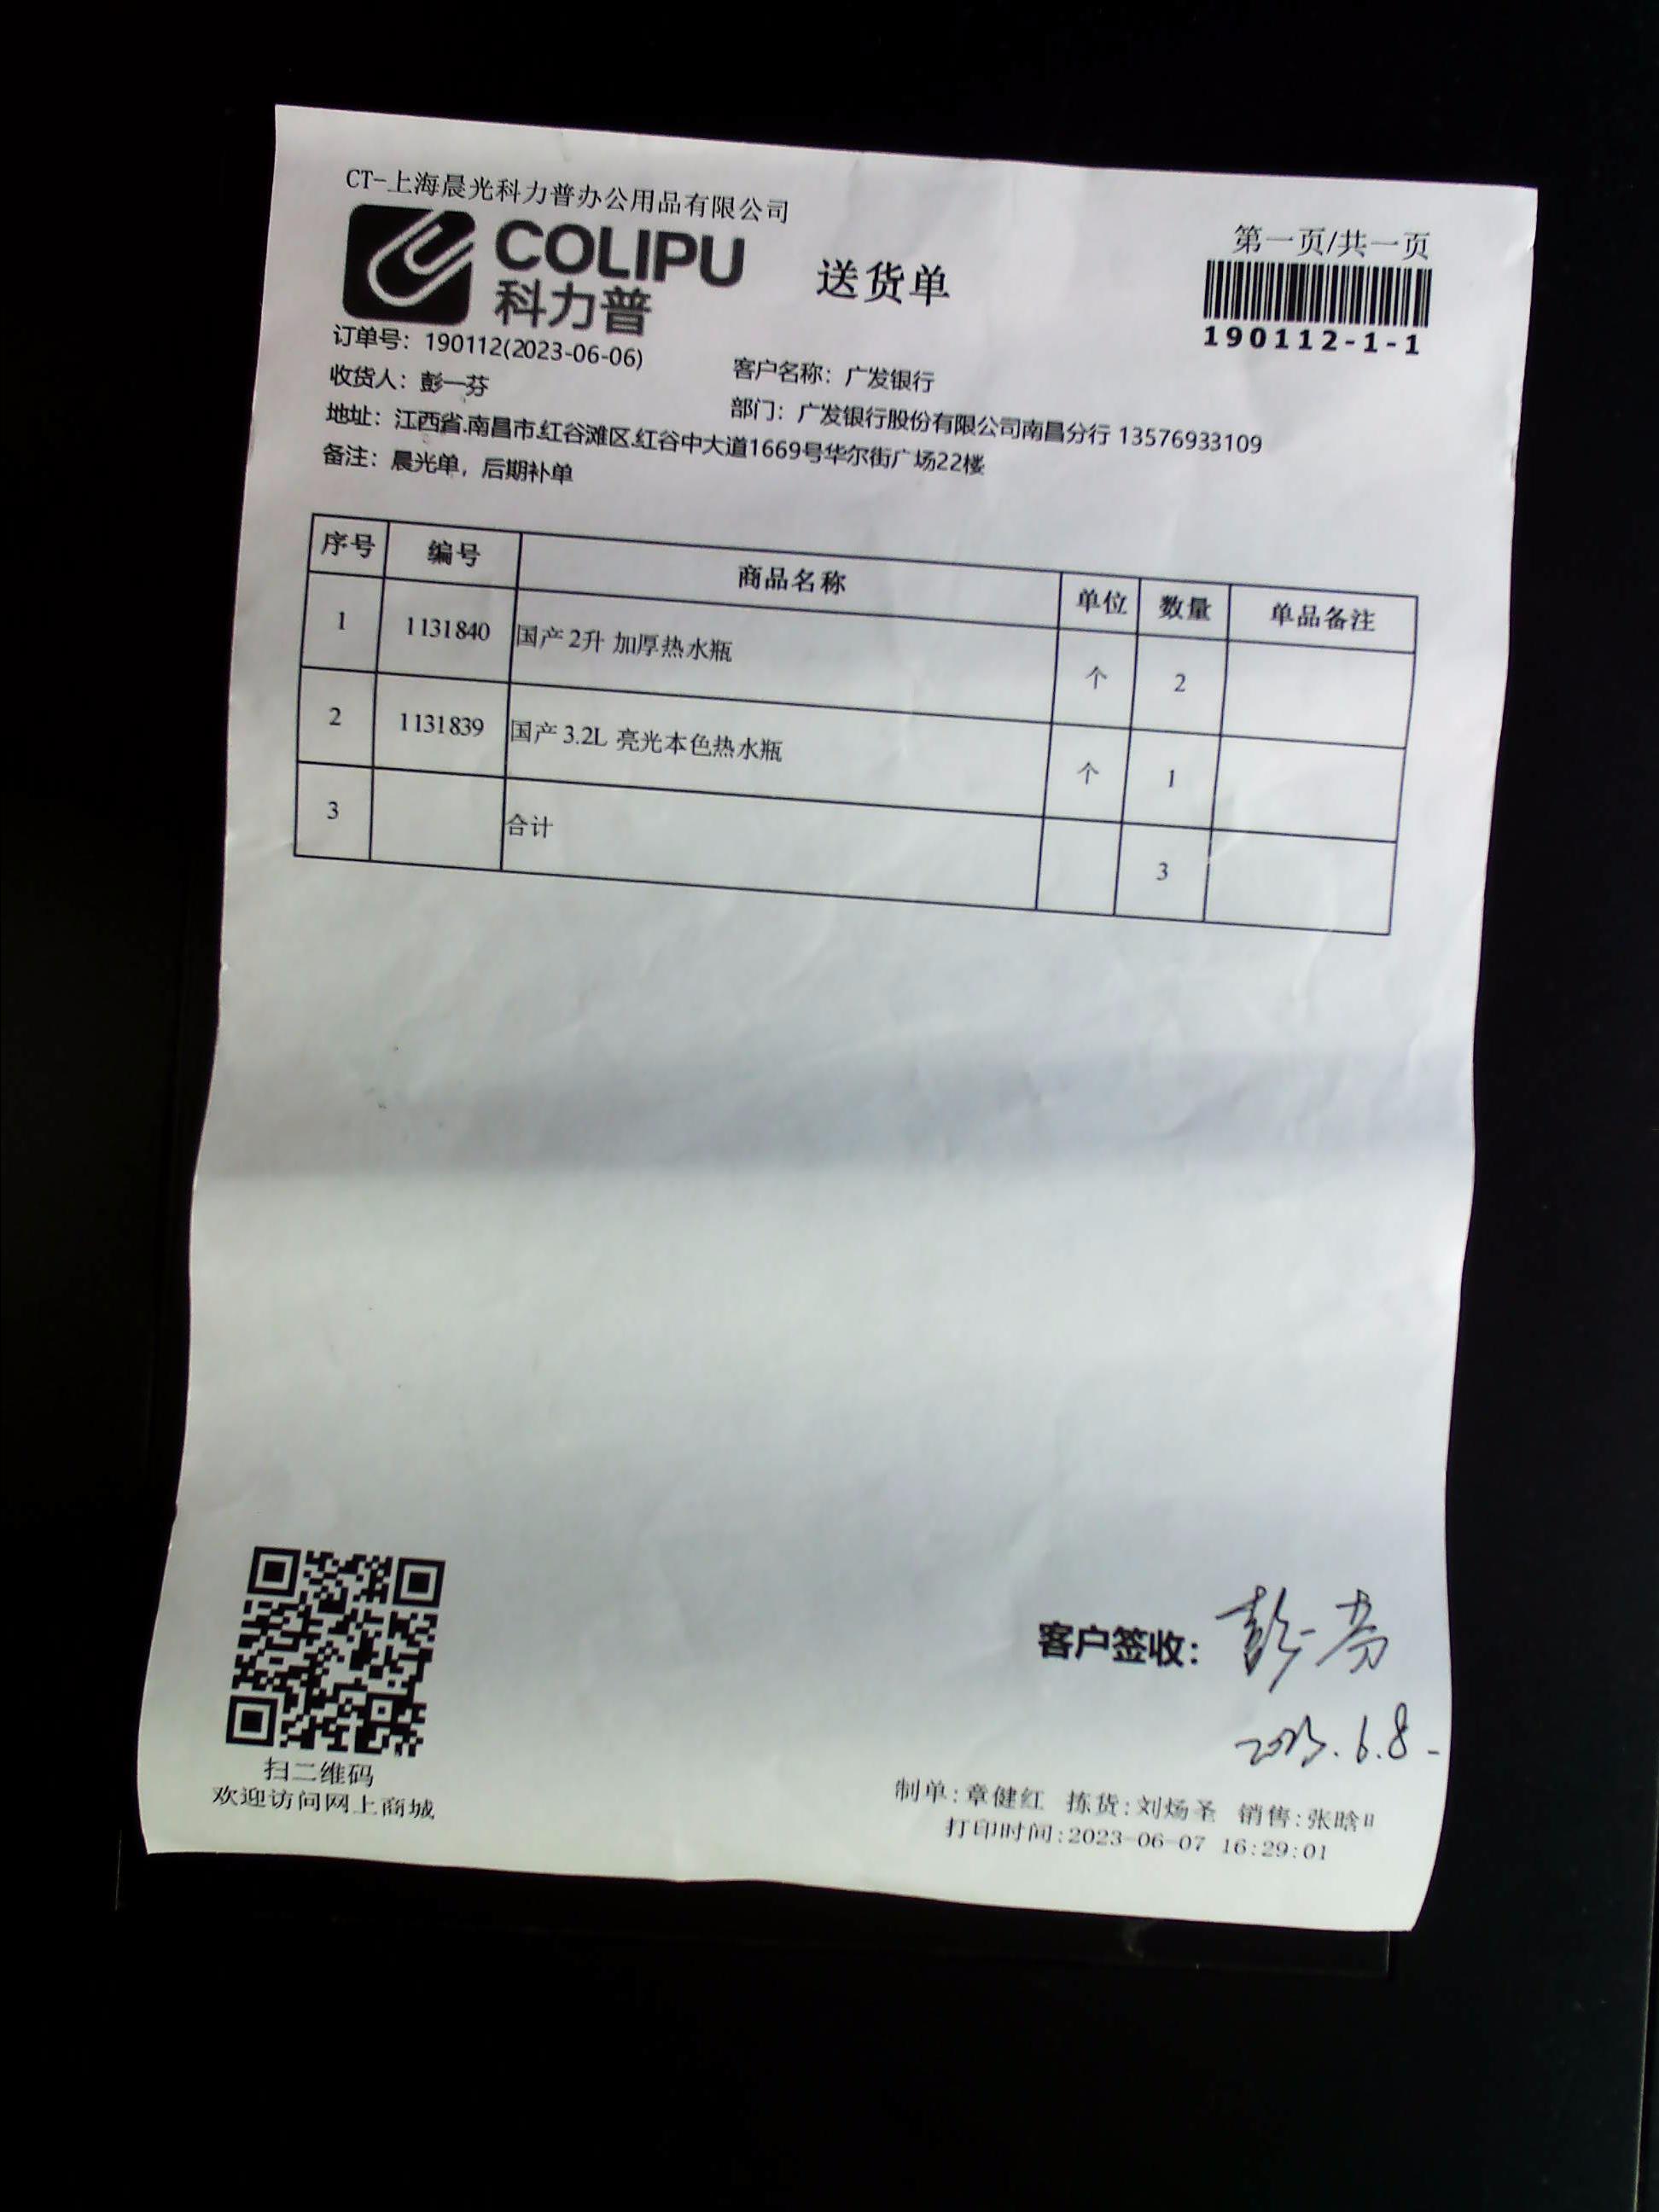 CT-上海晨光科力普办公用品有限公司
COLIPU
科力普
送货单
第一页/共一页
190112-1-1
订单号：190112(2023-06-06)
客户名称：广发银行
收货人：彭一芬
部门：广发银行股份有限公司南昌分行 13576933109
地址：江西省.南昌市.红谷滩区.红谷中大道1669号华尔街广场22楼
备注：晨光单，后期补单
序号 编号 商品名称 单位 数量 单品备注
1 1131840 国产 2升 加厚热水瓶 个 2
2 1131839 国产 3.2L 亮光本色热水瓶 个 1
3 合计 3
客户签收：彭一芬
2023.6.8
扫二维码
欢迎访问网上商城
制单:章健红 拣货:刘炀圣 销售:张晗
打印时间:2023-06-07 16:29:01